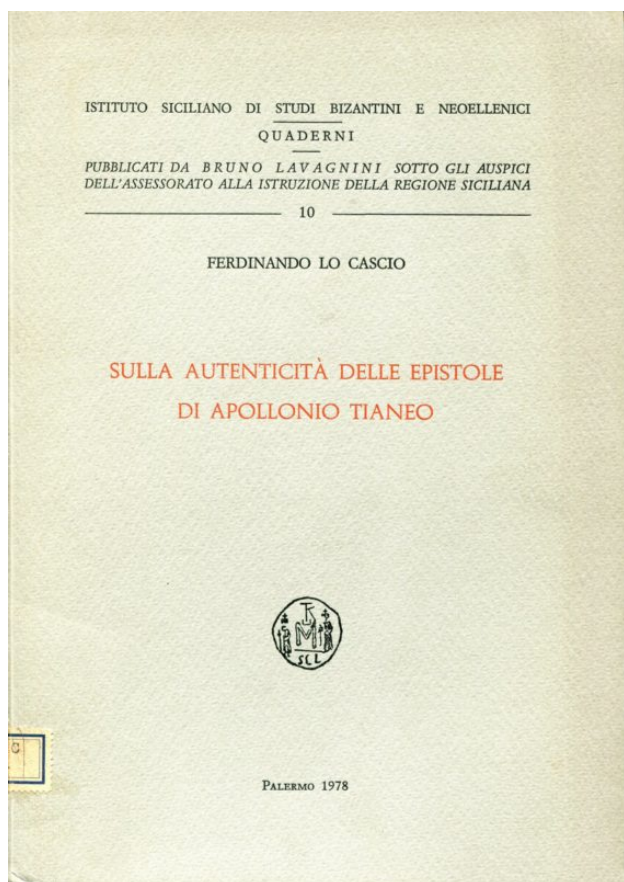 ISTITUTO SICILIANO DI STUDI BIZANTINI E NEOELLENICI
QUADERNI
PUBBLICATI DA BRUNO LAVAGNINI SOTTO GLI AUSPICI
DELL'ASSESSORATO ALLA ISTRUZIONE DELLA REGIONE SICILIANA
10
FERDINANDO LO CASCIO
SULLA AUTENTICITÀ DELLE EPISTOLE
DI APOLLONIO TIANEO
SCL
PALERMO 1978